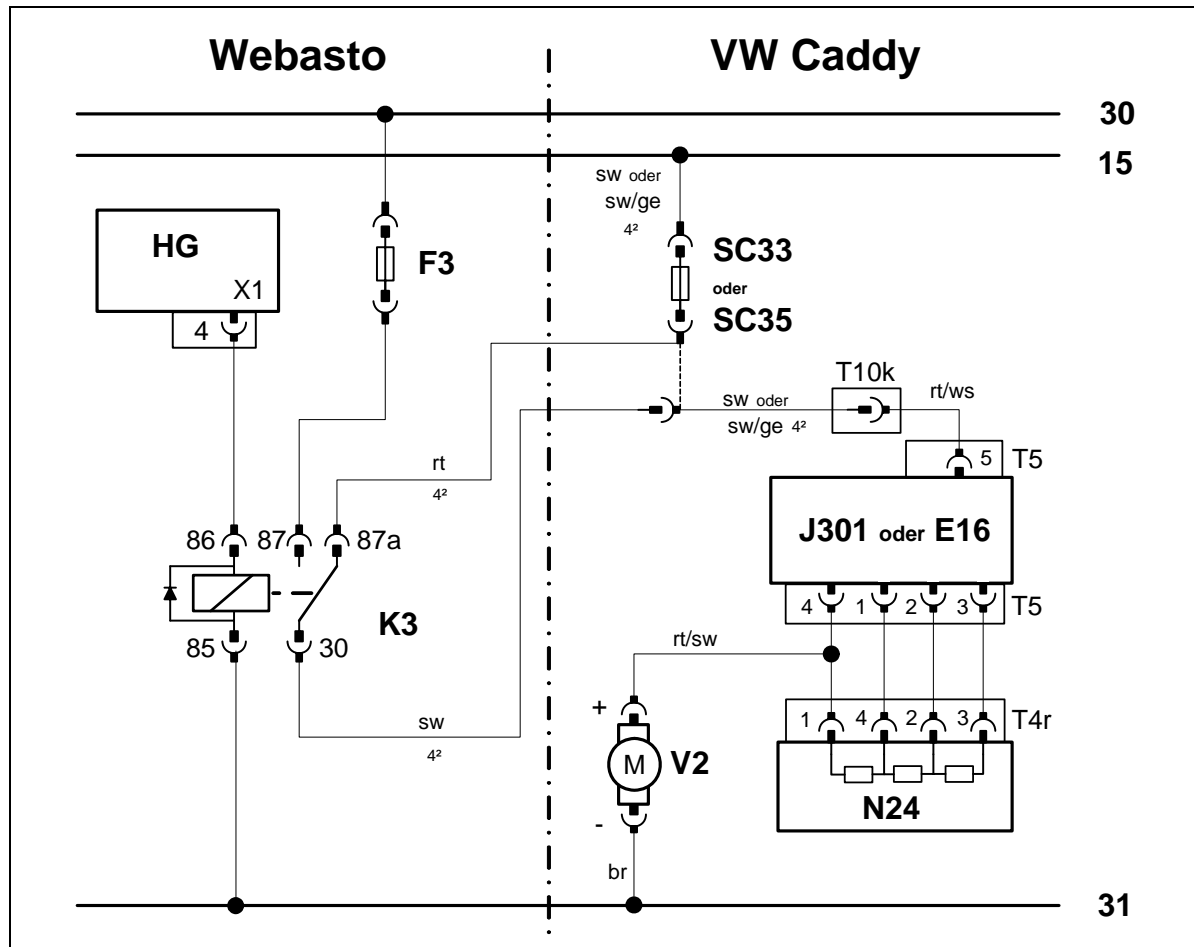 Webasto
VW Caddy
30
15
sw oder
sw/ge
4²
HG
X1
4
F3
SC33
oder
SC35
T10k
rt/ws
sw oder
sw/ge 4²
rt
4²
5
T5
J301 oder E16
86
87
87a
K3
85
30
4
1
2
3
T5
rt/sw
sw
4²
+
M
V2
-
1
4
2
3
T4r
N24
br
31